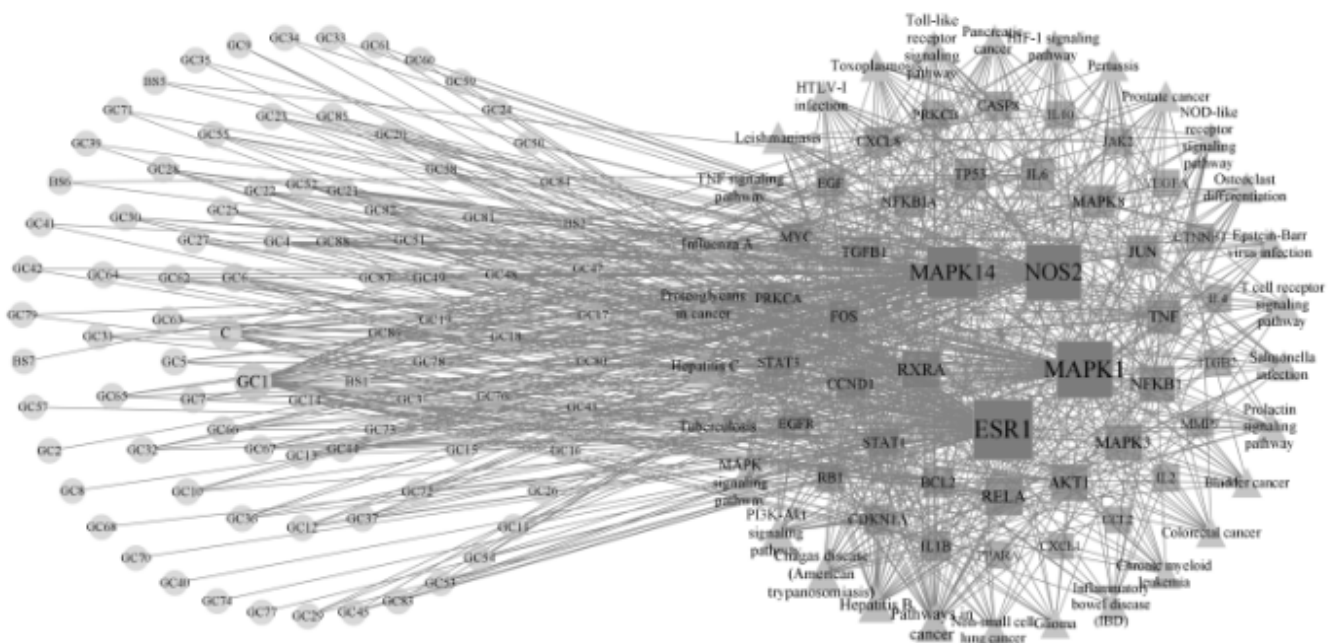 GC34
GC33
GC61
GC9
GC60
GC35
GC59
BS5
GC24
GC71
GC23
GC85
GC20
GC56
GC39
GC55
GC58
BS6
GC28
GC22
GC52
GC21
GC84
GC41
GC30
GC25
GC82
GC81
BS2
GC27
GC4
GC88
GC51
GC42
GC64
GC62
GC6
GC87
GC49
GC48
GC47
GC79
GC63
GC19
GC17
BS7
GC31
C
GC18
GC5
GC78
GC80
GC1
BS1
GC57
GC65
GC7
GC14
GC3
GC43
GC2
GC32
GC66
GC67
GC13
GC44
GC73
GC15
GC16
GC8
GC10
GC72
GC26
GC68
GC36
GC12
GC37
GC11
GC70
GC54
GC40
GC53
GC74
GC77
GC29
GC45
GC83
Toll-like
receptor
signaling
pathway
Pancreatic
cancer
HIF-1 signaling
pathway
Toxoplasmosis
Pertussis
HTLV-I
infection
Prostate cancer
NOD-like
receptor
signaling
pathway
Leishmaniasis
TNF signaling
pathway
Osteoclast
differentiation
Influenza A
Epstein-Barr
virus infection
Proteoglycans
in cancer
T cell receptor
signaling
pathway
Hepatitis C
Salmonella
infection
Tuberculosis
Prolactin
signaling
pathway
MAPK
signaling
pathway
Bladder cancer
PI3K-Akt
signaling
pathway
Colorectal cancer
Chagas disease
(American
trypanosomiasis)
Chronic myeloid
leukemia
Hepatitis B
Pathways in
cancer
Non-small cell
lung cancer
Glioma
Inflammatory
bowel disease
(IBD)
PRKCB
CASP8
IL10
CXCL8
JAK2
EGF
TP53
IL6
VEGFA
NFKBIA
MAPK8
MYC
TGFB1
JUN
CTNNB1
MAPK14
NOS2
PRKCA
FOS
IL4
TNF
STAT3
RXRA
MAPK1
TGFB2
CCND1
NFKB1
EGFR
ESR1
MMP9
STAT1
MAPK3
RB1
BCL2
RELA
AKT1
IL2
CDKN1A
CCL2
IL1B
CXCL1